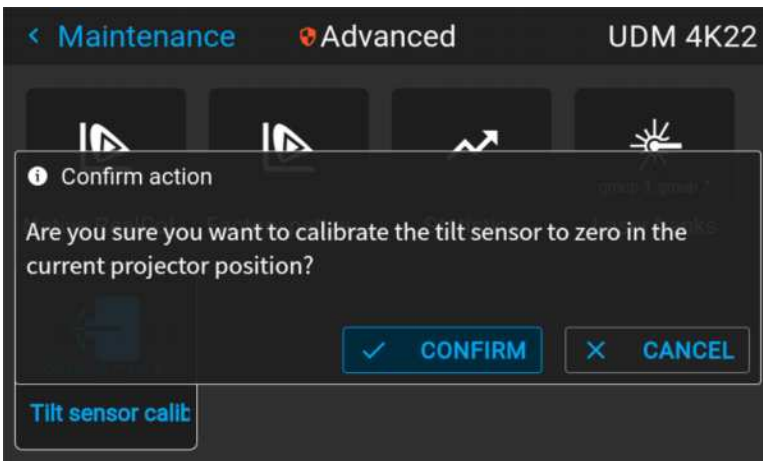 Maintenance
Advanced
UDM 4K22
Confirm action
Are you sure you want to calibrate the tilt sensor to zero in the
current projector position?
CONFIRM
CANCEL
Tilt sensor calib